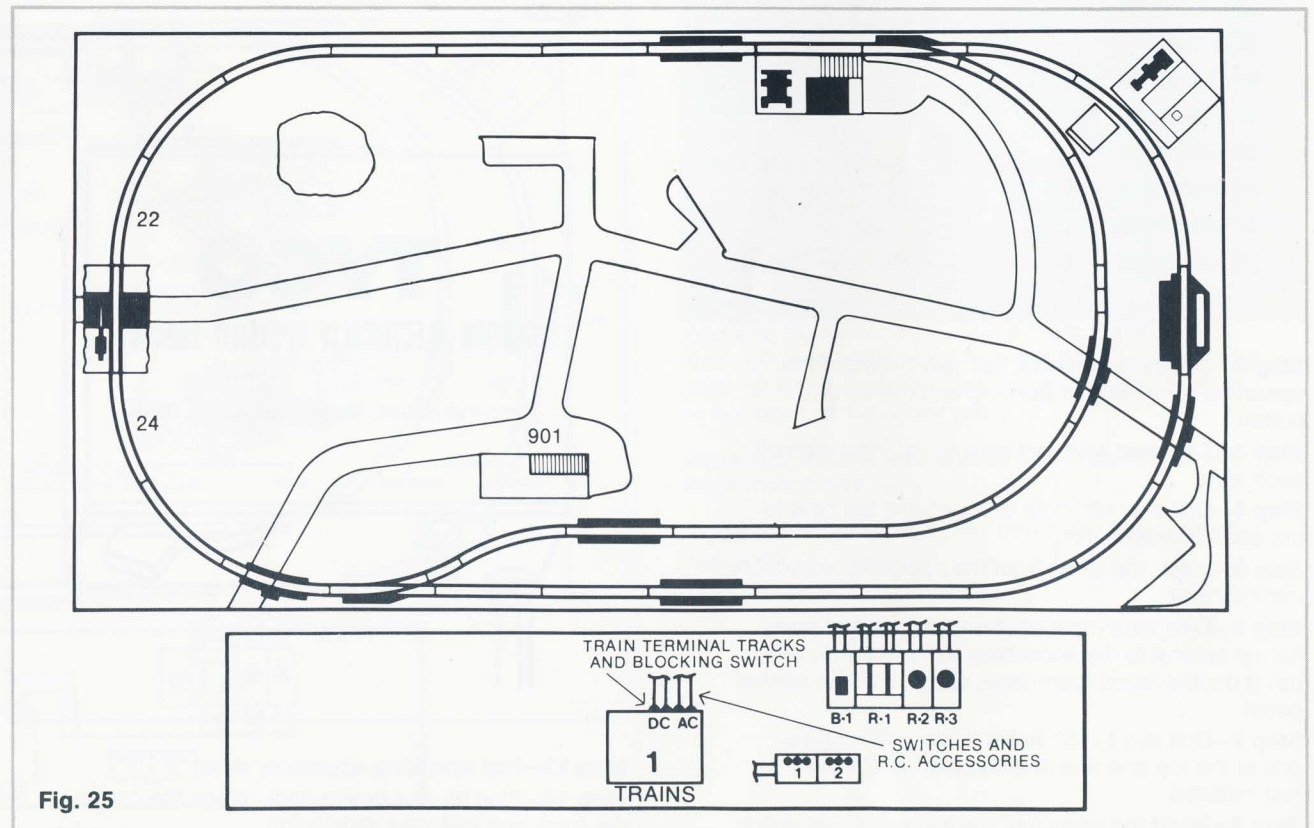 22
24
901
TRAIN TERMINAL TRACKS
AND BLOCKING SWITCH
DC AC
1
TRAINS
B-1 R-1 R-2 R-3
SWITCHES AND
R.C. ACCESSORIES
1 2
Fig. 25